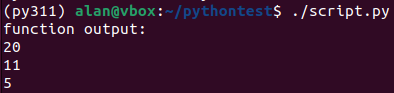 (py311) alan@vbox:~/pythontest$ ./script.py
function output:
20
11
5